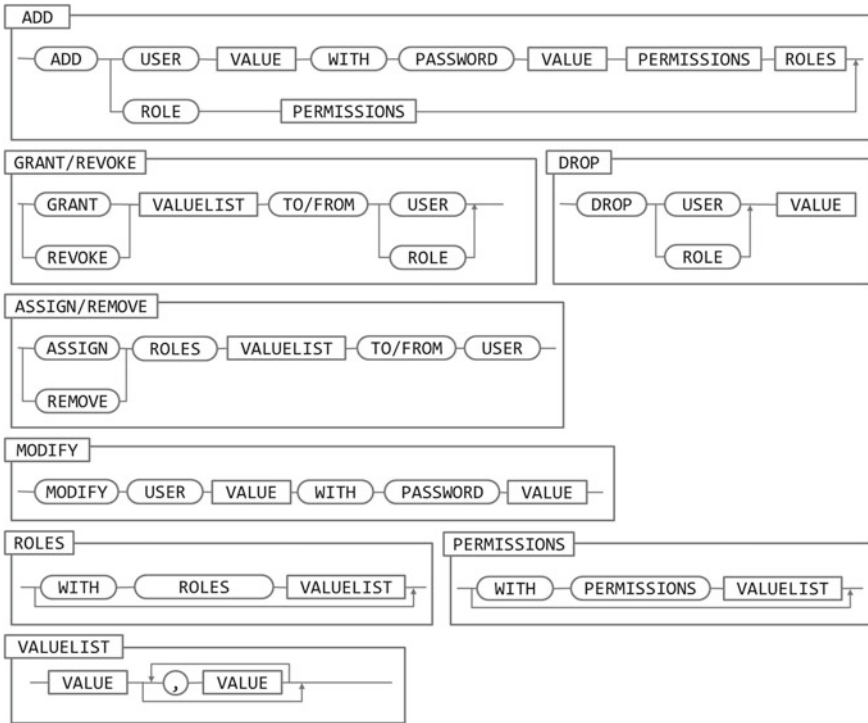 ADD
ADD USER VALUE WITH PASSWORD VALUE PERMISSIONS ROLES
ROLE PERMISSIONS
GRANT/REVOKE
GRANT VALUELIST TO/FROM USER
REVOKE ROLE
DROP
DROP USER VALUE
ROLE
ASSIGN/REMOVE
ASSIGN ROLES VALUELIST TO/FROM USER
REMOVE
MODIFY
MODIFY USER VALUE WITH PASSWORD VALUE
ROLES
WITH ROLES VALUELIST
PERMISSIONS
WITH PERMISSIONS VALUELIST
VALUELIST
VALUE , VALUE